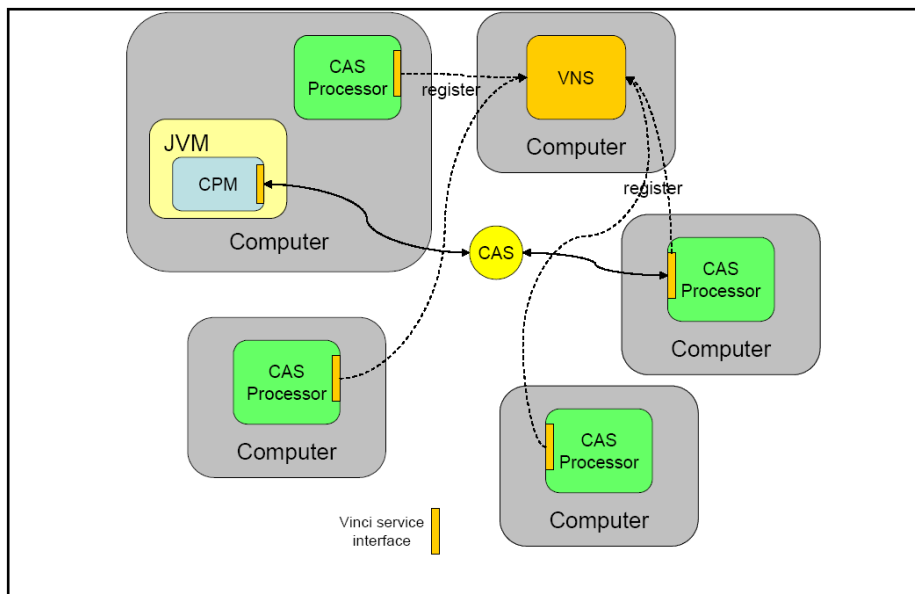 CAS
Processor
register
VNS
Computer
JVM
CPM
Computer
register
CAS
CAS
Processor
Computer
CAS
Processor
Computer
CAS
Processor
Computer
Vinci service
interface